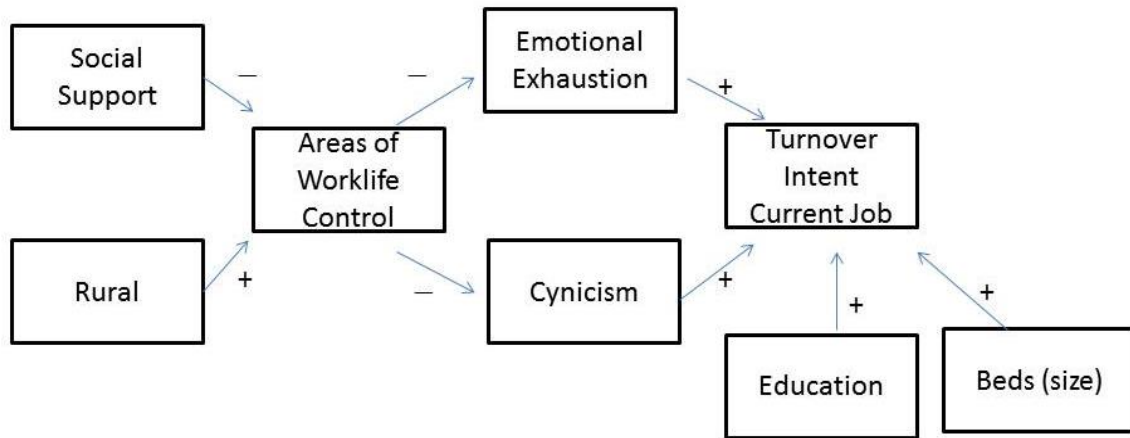 Social
Support
—
—
Emotional
Exhaustion
+
Areas of
Worklife
Control
Turnover
Intent
Current Job
Rural
+
—
Cynicism
+
+
+
Education
Beds (size)